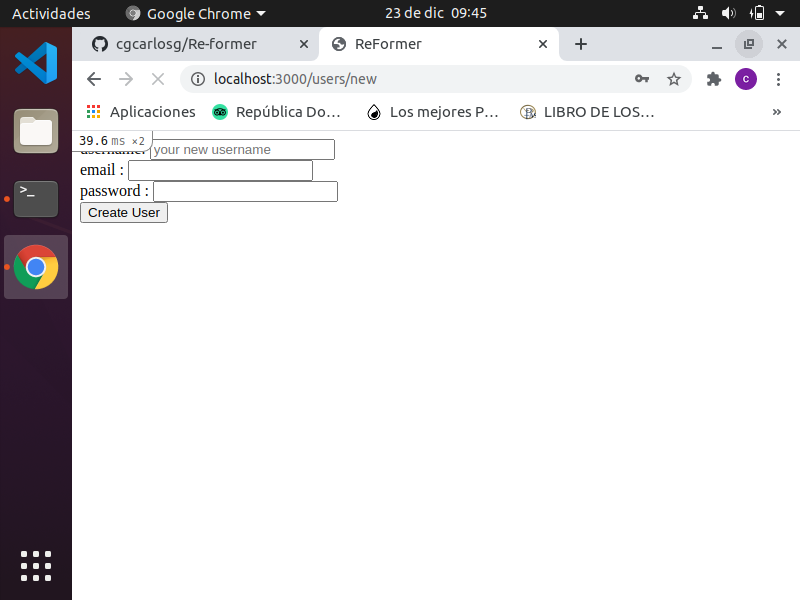 Actividades Google Chrome 23 de dic 09:45
cgcarlosg/Re-former ReFormer
localhost:3000/users/new
C
Aplicaciones República Do… Los mejores P… LIBRO DE LOS… »
39.6 ms ×2
username: your new username
email :
password :
Create User
>_